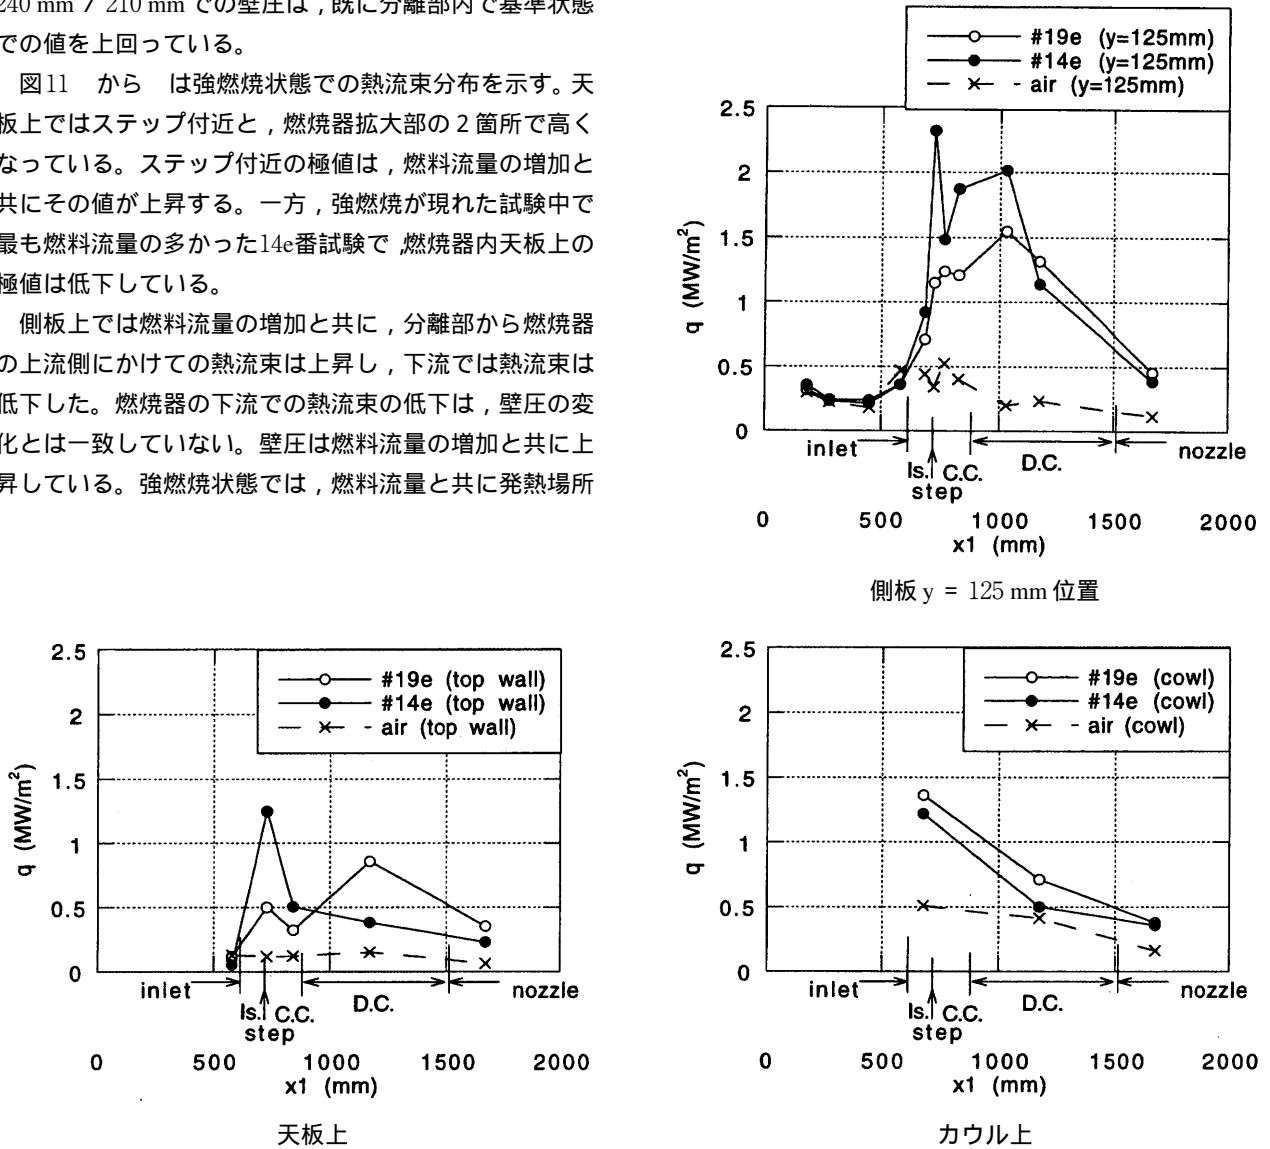 240 mm / 210 mm での壁圧は，既に分離部内で基準状態
での値を上回っている。
図11　から　は強燃焼状態での熱流束分布を示す。天
板上ではステップ付近と，燃焼器拡大部の２箇所で高く
なっている。ステップ付近の極値は，燃料流量の増加と
共にその値が上昇する。一方，強燃焼が現れた試験中で
最も燃料流量の多かった14e番試験で，燃焼器内天板上の
極値は低下している。
側板上では燃料流量の増加と共に，分離部から燃焼器
の上流側にかけての熱流束は上昇し，下流では熱流束は
低下した。燃焼器の下流での熱流束の低下は，壁圧の変
化とは一致していない。壁圧は燃料流量の増加と共に上
昇している。強燃焼状態では，燃料流量と共に発熱場所
#19e (y=125mm)
#14e (y=125mm)
air (y=125mm)
2.5
2
1.5
1
0.5
0
q (MW/m²)
inlet
Is.
C.C.
D.C.
nozzle
step
0 500 1000 1500 2000
x1 (mm)
側板 y = 125 mm 位置
#19e (top wall)
#14e (top wall)
air (top wall)
2.5
2
1.5
1
0.5
0
q (MW/m²)
inlet
Is.
C.C.
D.C.
nozzle
step
0 500 1000 1500 2000
x1 (mm)
天板上
#19e (cowl)
#14e (cowl)
air (cowl)
2.5
2
1.5
1
0.5
0
q (MW/m²)
inlet
Is.
C.C.
D.C.
nozzle
step
0 500 1000 1500 2000
x1 (mm)
カウル上